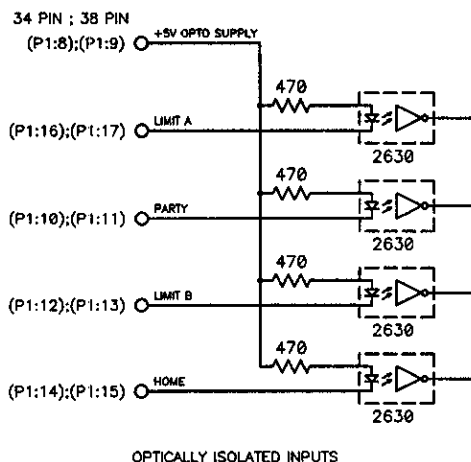 34 PIN ; 38 PIN
(P1:8);(P1:9) +5V OPTO SUPPLY
470
(P1:16);(P1:17) LIMIT A
2630
470
(P1:10);(P1:11) PARTY
2630
470
(P1:12);(P1:13) LIMIT B
2630
470
(P1:14);(P1:15) HOME
2630
OPTICALLY ISOLATED INPUTS